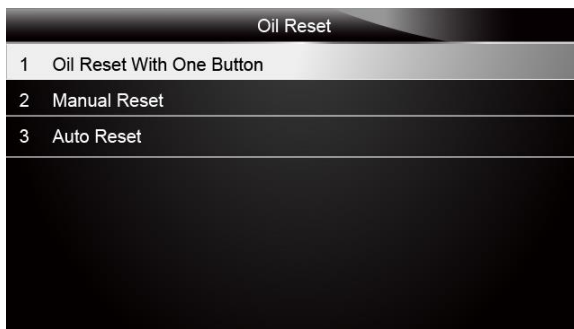 Oil Reset
1 Oil Reset With One Button
2 Manual Reset
3 Auto Reset